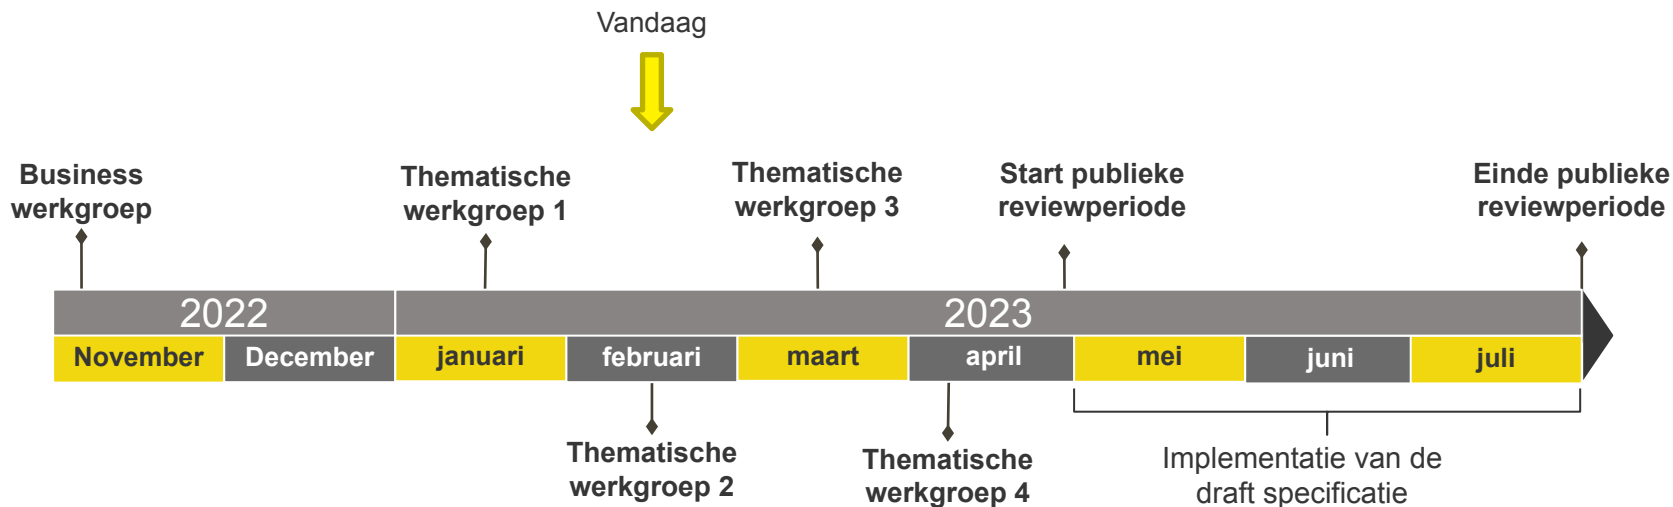 Vandaag
Business
werkgroep
Thematische
werkgroep 1
Thematische
werkgroep 3
Start publieke
reviewperiode
Einde publieke
reviewperiode
2022
2023
November
December
januari
februari
maart
april
mei
juni
juli
Thematische
werkgroep 2
Thematische
werkgroep 4
Implementatie van de
draft specificatie